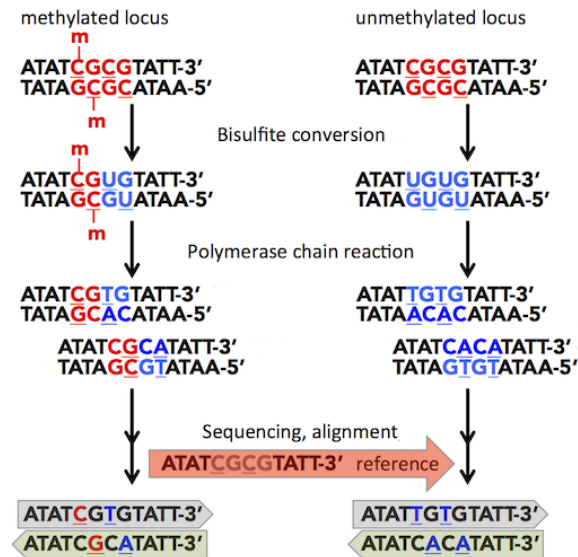 methylated locus
unmethylated locus
m
ATATCGCGTATT-3′
TATAGCGCATAA-5′
m
ATATCGCGTATT-3′
TATAGCGCATAA-5′
Bisulfite conversion
m
ATATCGUGTATT-3′
TATAGCGUATAA-5′
m
ATATUGUGTATT-3′
TATAGUGUATAA-5′
Polymerase chain reaction
ATATCGTGTATT-3′
TATAGCACATAA-5′
ATATCGCATATT-3′
TATAGCGTATAA-5′
ATATTGTGTATT-3′
TATAACACATAA-5′
ATATCACATATT-3′
TATAGTGTATAA-5′
Sequencing, alignment
ATATCGCGTATT-3′ reference
ATATCGTGTATT-3′
ATATCGCATATT-3′
ATATTGTGTATT-3′
ATATCACATATT-3′